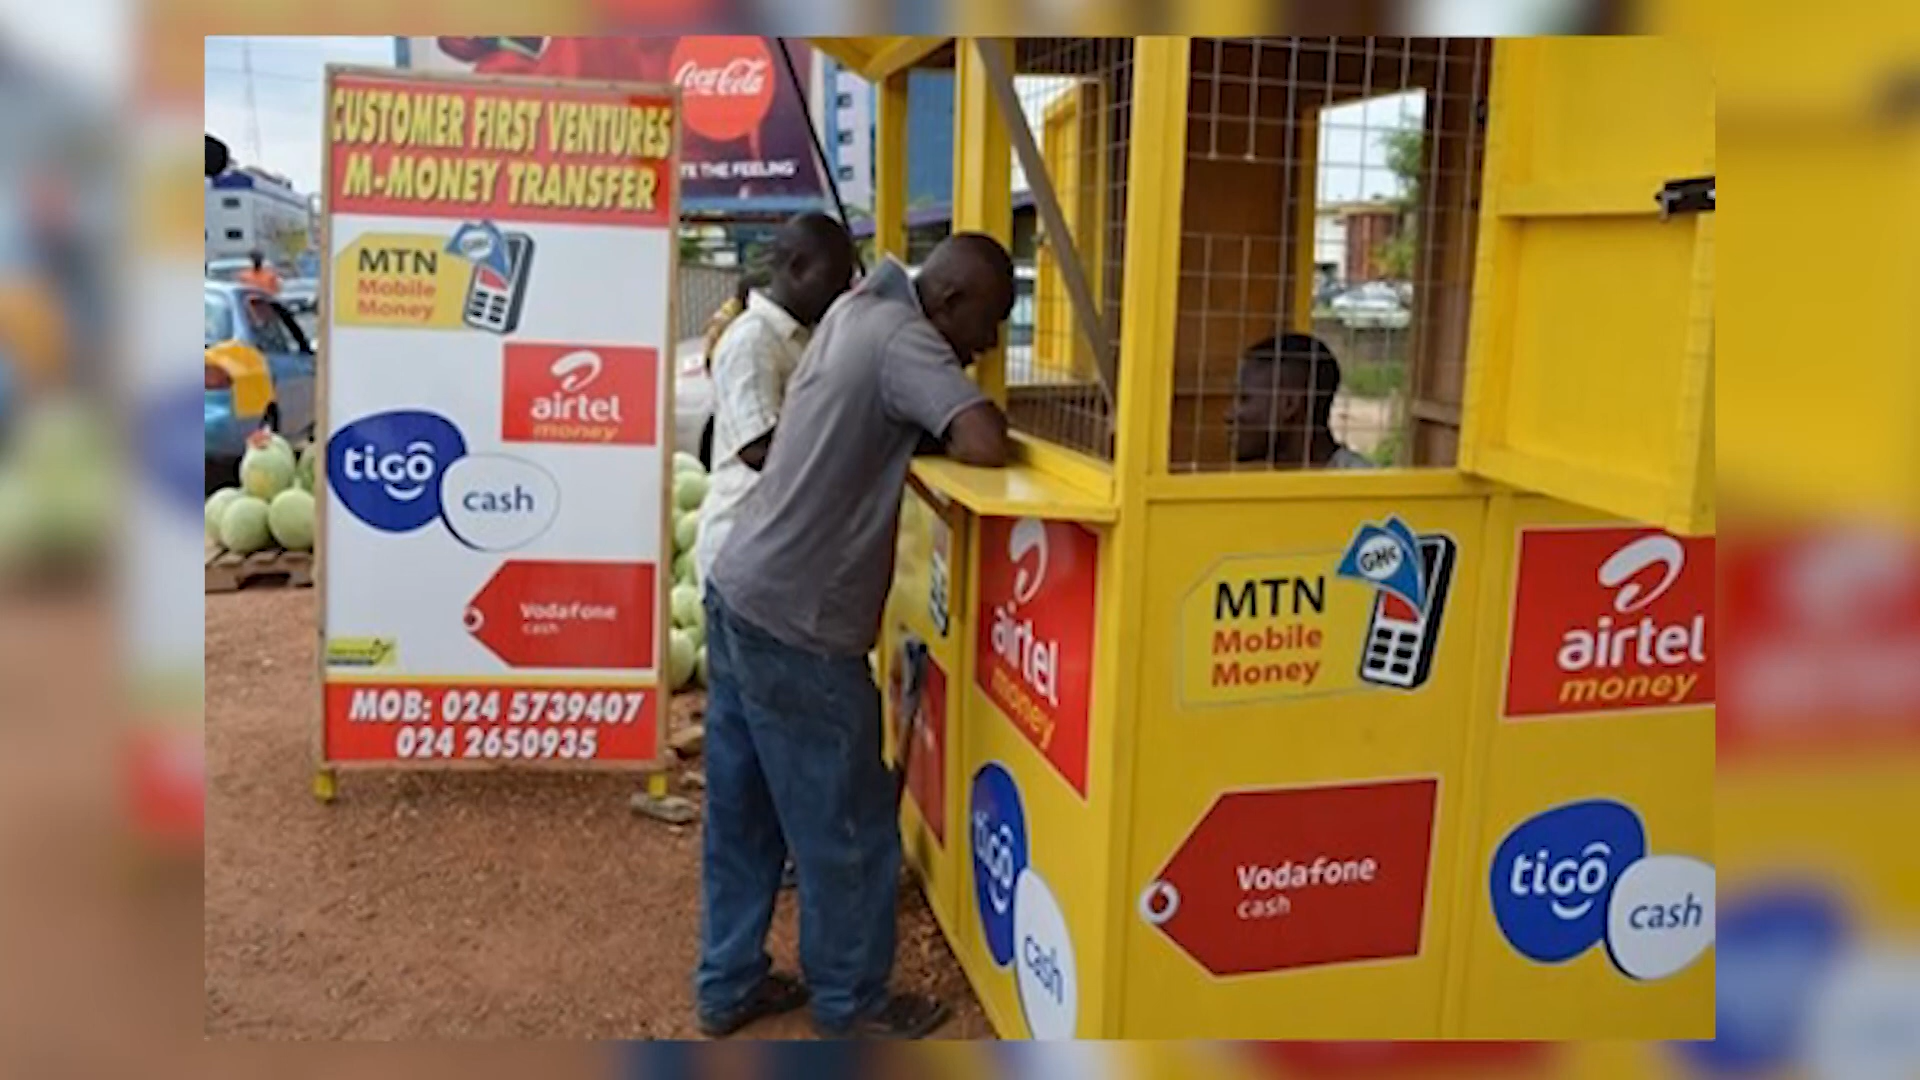 CUSTOMER FIRST VENTURES
M-MONEY TRANSFER
MTN
Mobile
Money
airtel
money
tigo
cash
Vodafone
cash
MOB: 024 5739407
024 2650935
Coca-Cola
TE THE FEELING
airtel
money
tigo
cash
MTN
Mobile
Money
GH¢
airtel
money
Vodafone
cash
tigo
cash